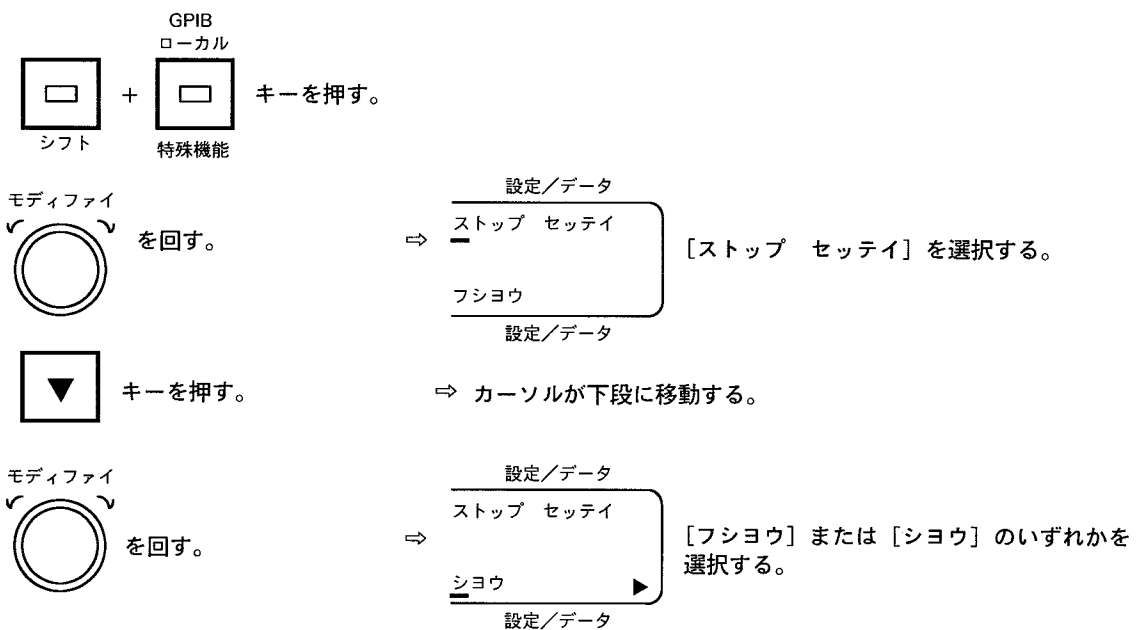 GPIB
ローカル
+ キーを押す。
シフト
特殊機能
モディファイ
を回す。
⇨
設定／データ
ストップ　セッテイ
フシヨウ
設定／データ
［ストップ　セッテイ］を選択する。
▼ キーを押す。
⇨ カーソルが下段に移動する。
モディファイ
を回す。
⇨
設定／データ
ストップ　セッテイ
シヨウ ▶
設定／データ
［フシヨウ］または［シヨウ］のいずれかを
選択する。